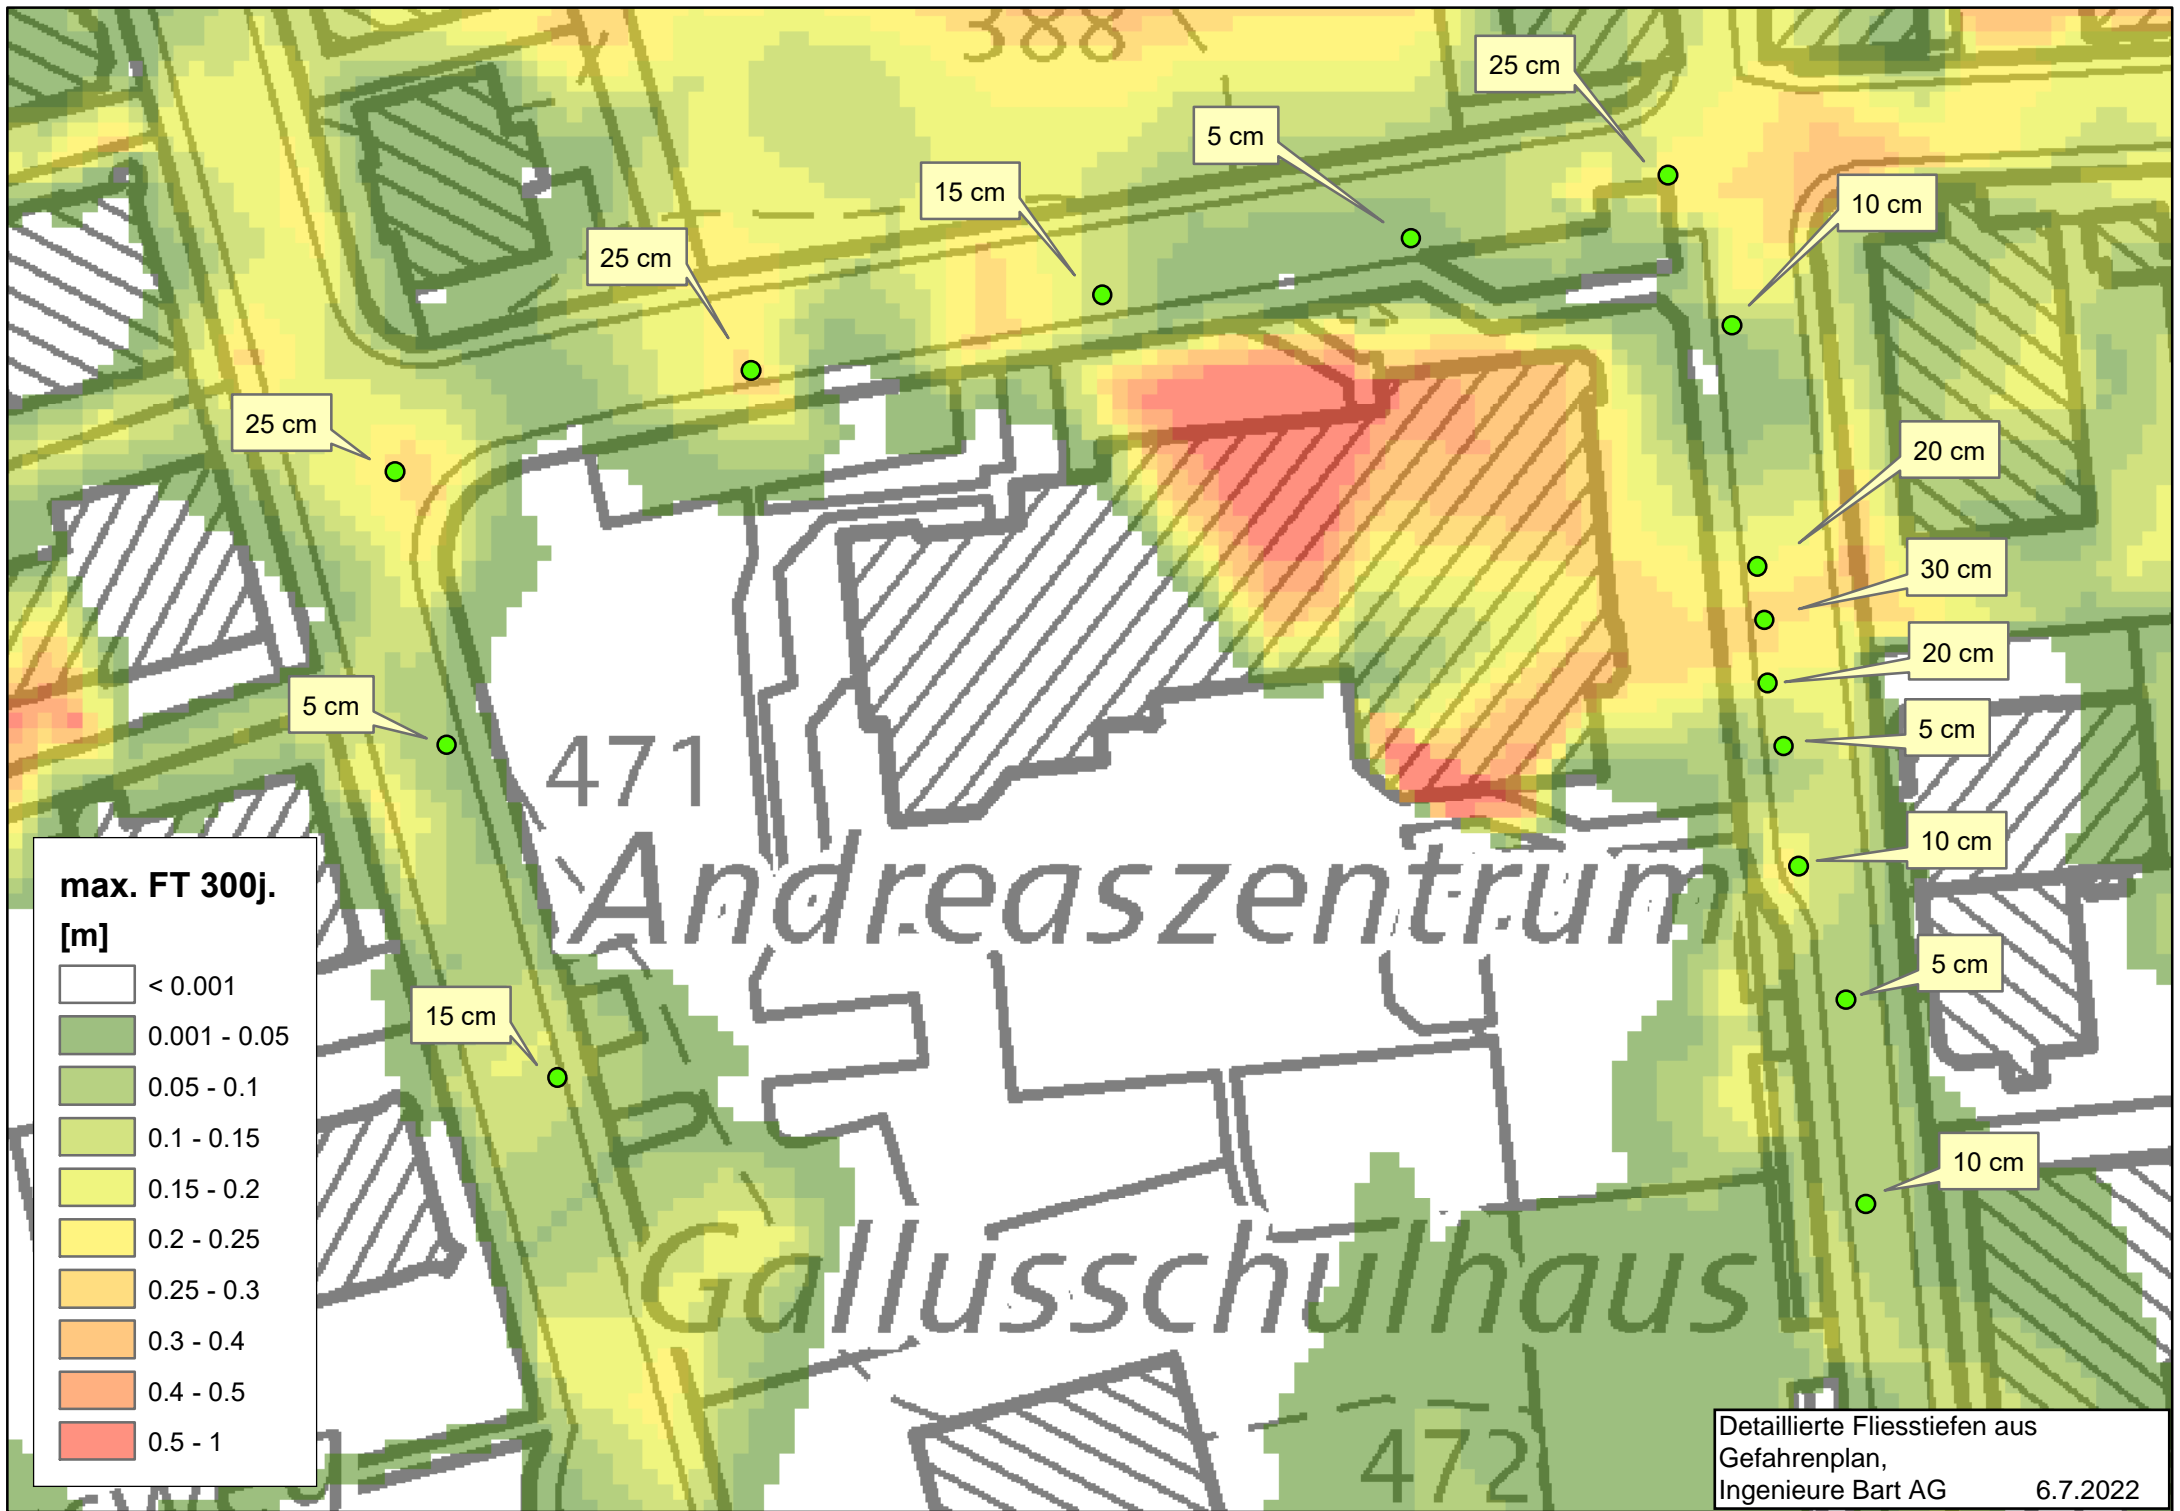 388
25 cm
5 cm
15 cm
10 cm
25 cm
25 cm
20 cm
30 cm
20 cm
5 cm
5 cm
471
10 cm
Andreaszentrum
5 cm
15 cm
10 cm
Gallusschulhaus
472
max. FT 300j.
[m]
< 0.001
0.001 - 0.05
0.05 - 0.1
0.1 - 0.15
0.15 - 0.2
0.2 - 0.25
0.25 - 0.3
0.3 - 0.4
0.4 - 0.5
0.5 - 1
Detaillierte Fliesstiefen aus
Gefahrenplan,
Ingenieure Bart AG 6.7.2022